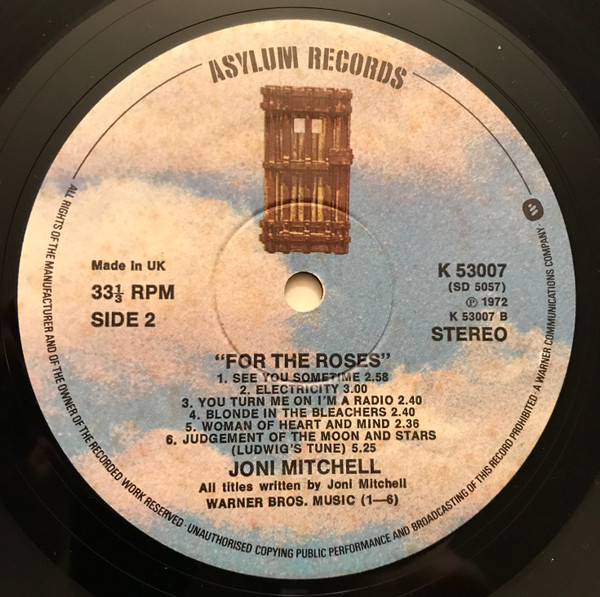 ASYLUM RECORDS
Made in UK
33⅓ RPM
SIDE 2
K 53007
(SD 5057)
℗ 1972
K 53007 B
STEREO
"FOR THE ROSES"
1. SEE YOU SOMETIME 2.58
2. ELECTRICITY 3.00
3. YOU TURN ME ON I'M A RADIO 2.40
4. BLONDE IN THE BLEACHERS 2.40
5. WOMAN OF HEART AND MIND 2.36
6. JUDGEMENT OF THE MOON AND STARS
(LUDWIG'S TUNE) 5.25
JONI MITCHELL
All titles written by Joni Mitchell
WARNER BROS. MUSIC (1—6)
ALL RIGHTS OF THE MANUFACTURER AND OF THE OWNER OF THE RECORDED WORK RESERVED · UNAUTHORISED COPYING PUBLIC PERFORMANCE AND BROADCASTING OF THIS RECORD PROHIBITED · A WARNER COMMUNICATIONS COMPANY ·